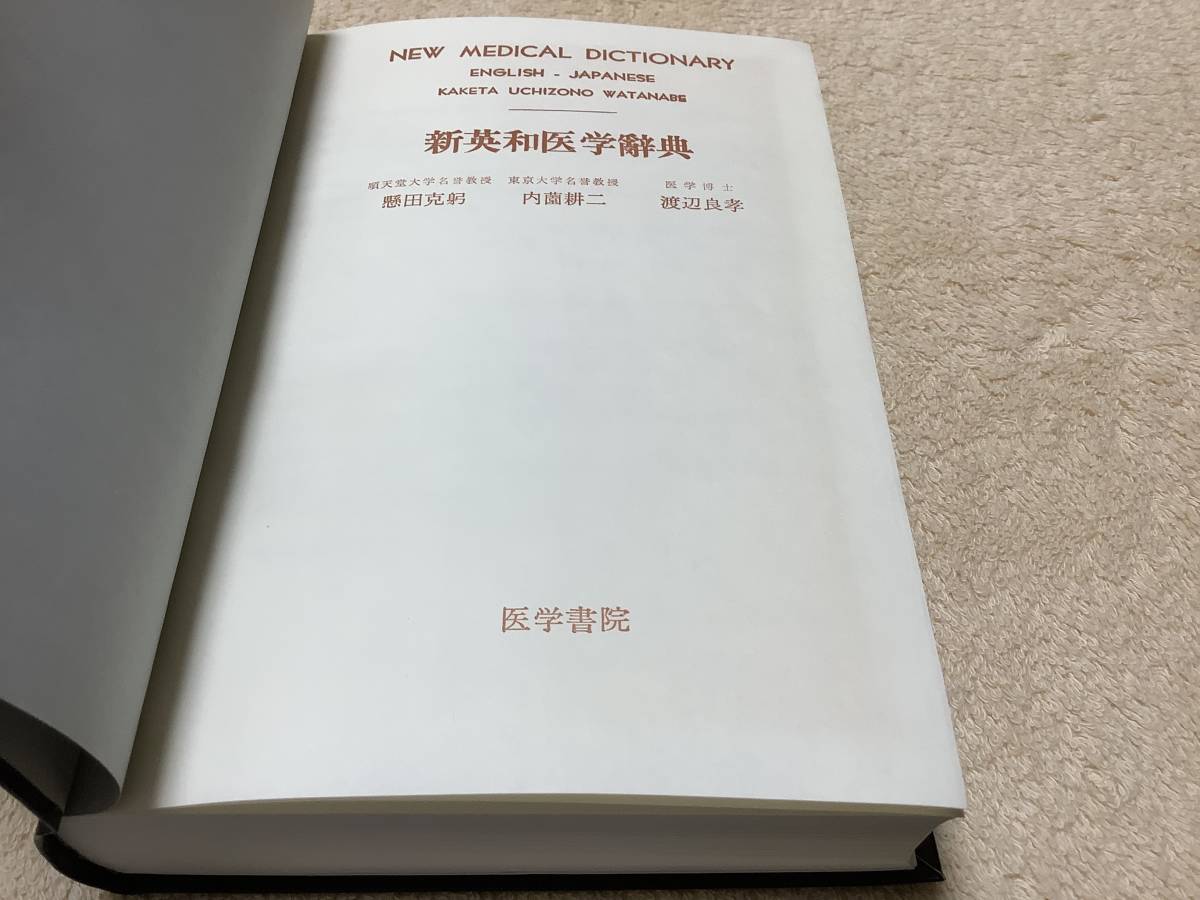 NEW MEDICAL DICTIONARY
ENGLISH - JAPANESE
KAKETA UCHIZONO WATANABE
新英和医学辭典
順天堂大学名誉教授 東京大学名誉教授 医学博士
懸田克躬 内薗耕二 渡辺良孝
医学書院